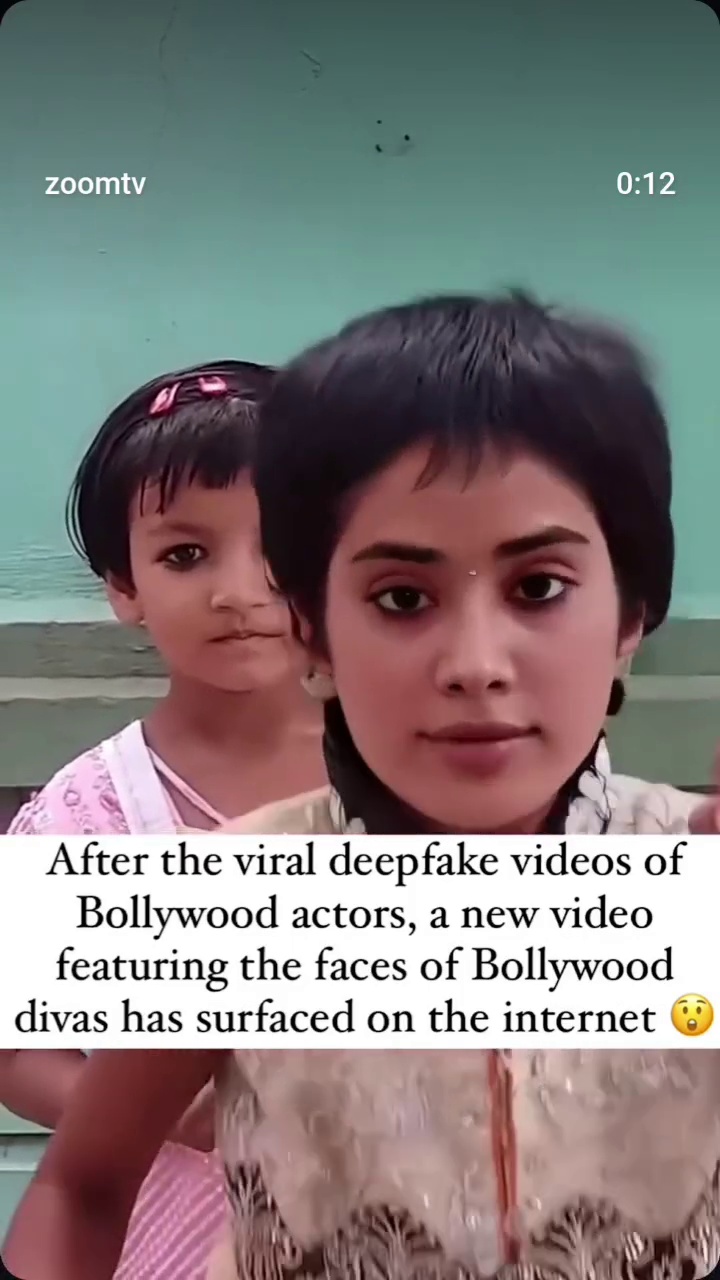 zoomtv 0:12
After the viral deepfake videos of
Bollywood actors, a new video
featuring the faces of Bollywood
divas has surfaced on the internet 😲